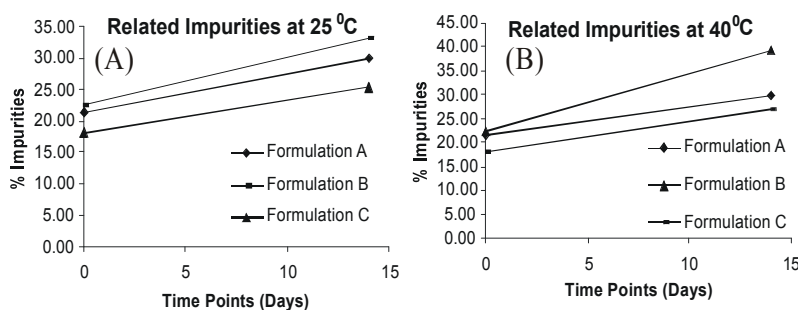 Related Impurities at 25 ⁰C
(A)
% Impurities
35.00
30.00
25.00
20.00
15.00
10.00
5.00
0.00
Formulation A
Formulation B
Formulation C
0 5 10 15
Time Points (Days)
Related Impurities at 40⁰C
(B)
% Impurities
45.00
40.00
35.00
30.00
25.00
20.00
15.00
10.00
5.00
0.00
Formulation A
Formulation B
Formulation C
0 5 10 15
Time Points (Days)